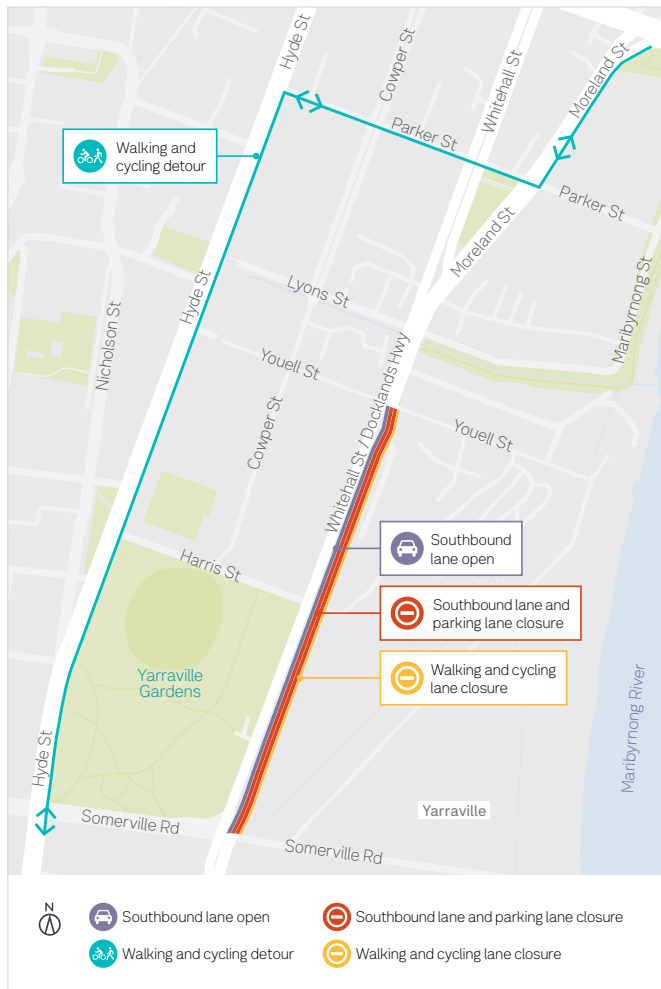 Hyde St
Cowper St
Whitehall St
Moreland St
Walking and
cycling detour
Parker St
Parker St
Moreland St
Hyde St
Lyons St
Maribyrnong St
Nicholson St
Youell St
Whitehall St / Docklands Hwy
Youell St
Cowper St
Southbound
lane open
Harris St
Southbound lane and
parking lane closure
Walking and cycling
lane closure
Yarraville
Gardens
Maribyrnong River
Hyde St
Yarraville
Somerville Rd
Somerville Rd
N
Southbound lane open
Southbound lane and parking lane closure
Walking and cycling detour
Walking and cycling lane closure